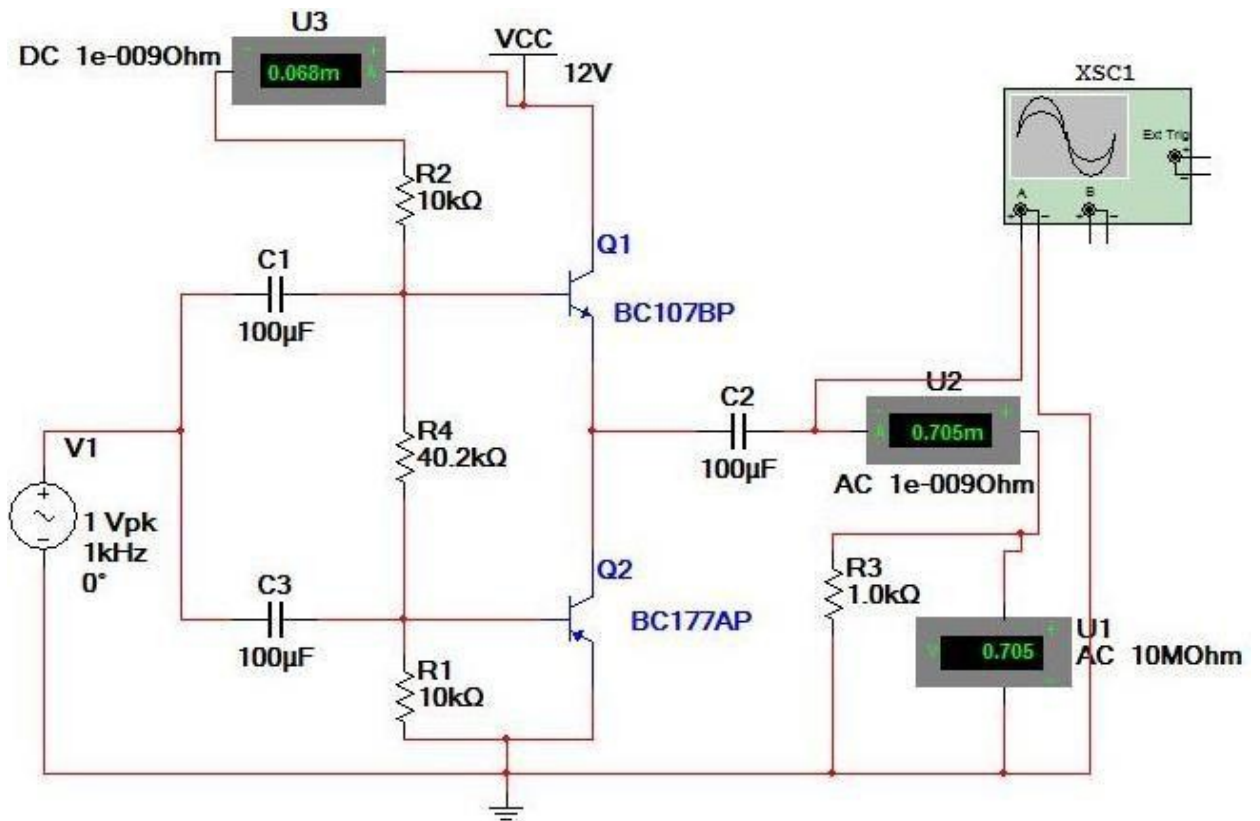 U3
DC 1e-009Ohm
0.068m
A
VCC
12V
XSC1
Ext Trig
A
B
R2
10kΩ
C1
100µF
Q1
BC107BP
R4
40.2kΩ
C2
100µF
U2
A
0.705m
AC 1e-009Ohm
V1
1 Vpk
1kHz
0°
C3
100µF
Q2
BC177AP
R3
1.0kΩ
R1
10kΩ
V
0.705
U1
AC 10MOhm